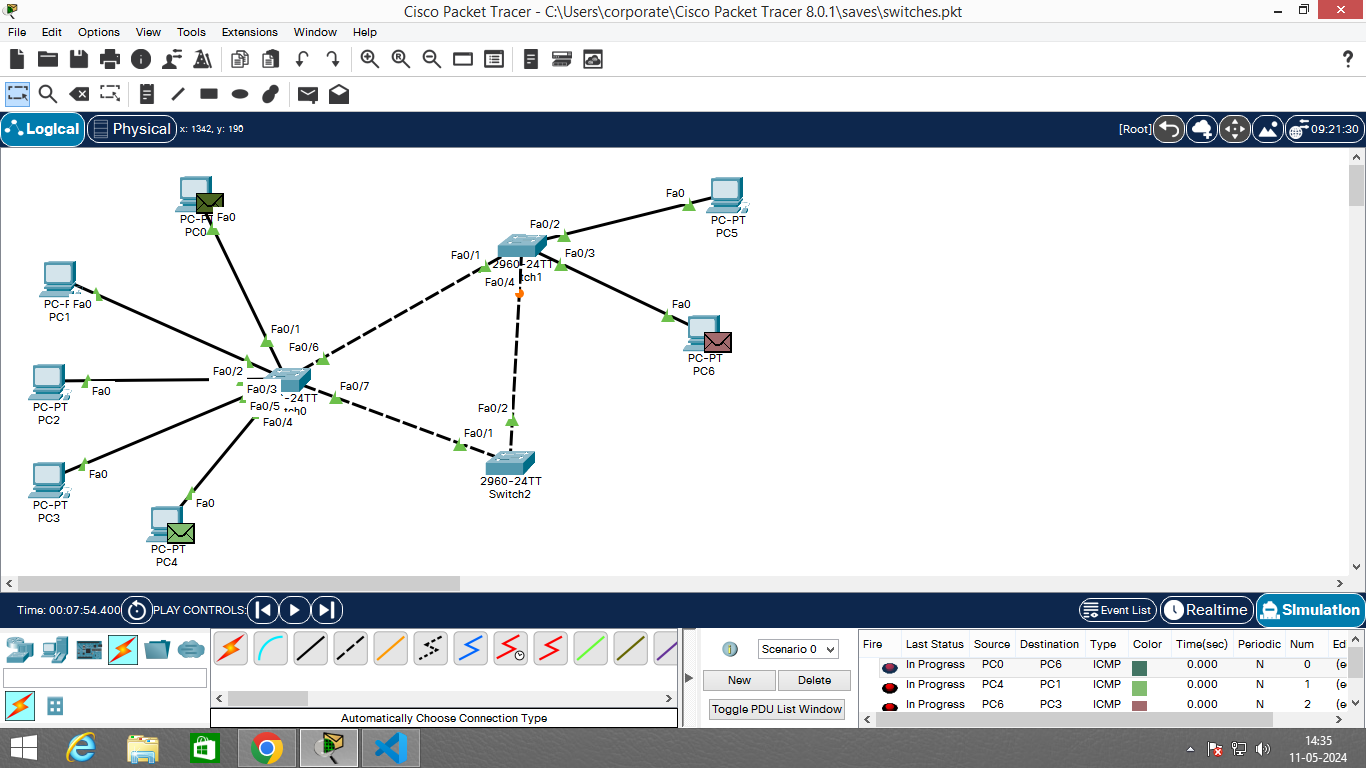 Cisco Packet Tracer - C:\Users\corporate\Cisco Packet Tracer 8.0.1\saves\switches.pkt
File Edit Options View Tools Extensions Window Help
Logical Physical x: 1342, y: 190 [Root] 09:21:30
Fa0
PC0
Fa0
PC1
Fa0
PC-PT
PC2
Fa0
PC-PT
PC3
Fa0
PC-PT
PC4
Fa0/1
Fa0/6
Fa0/2
Fa0/3
Fa0/5
Fa0/4
Fa0/7
-24TT
tch0
Fa0/1
Fa0/2
Fa0/3
Fa0/4
2960-24TT
tch1
Fa0
PC-PT
PC5
Fa0
PC-PT
PC6
Fa0/2
Fa0/1
2960-24TT
Switch2
Time: 00:07:54.400 PLAY CONTROLS: Event List Realtime Simulation
Scenario 0
New Delete
Toggle PDU List Window
Automatically Choose Connection Type
Fire Last Status Source Destination Type Color Time(sec) Periodic Num Ed
In Progress PC0 PC6 ICMP 0.000 N 0 (e
In Progress PC4 PC1 ICMP 0.000 N 1 (e
In Progress PC6 PC3 ICMP 0.000 N 2 (e
14:35
11-05-2024